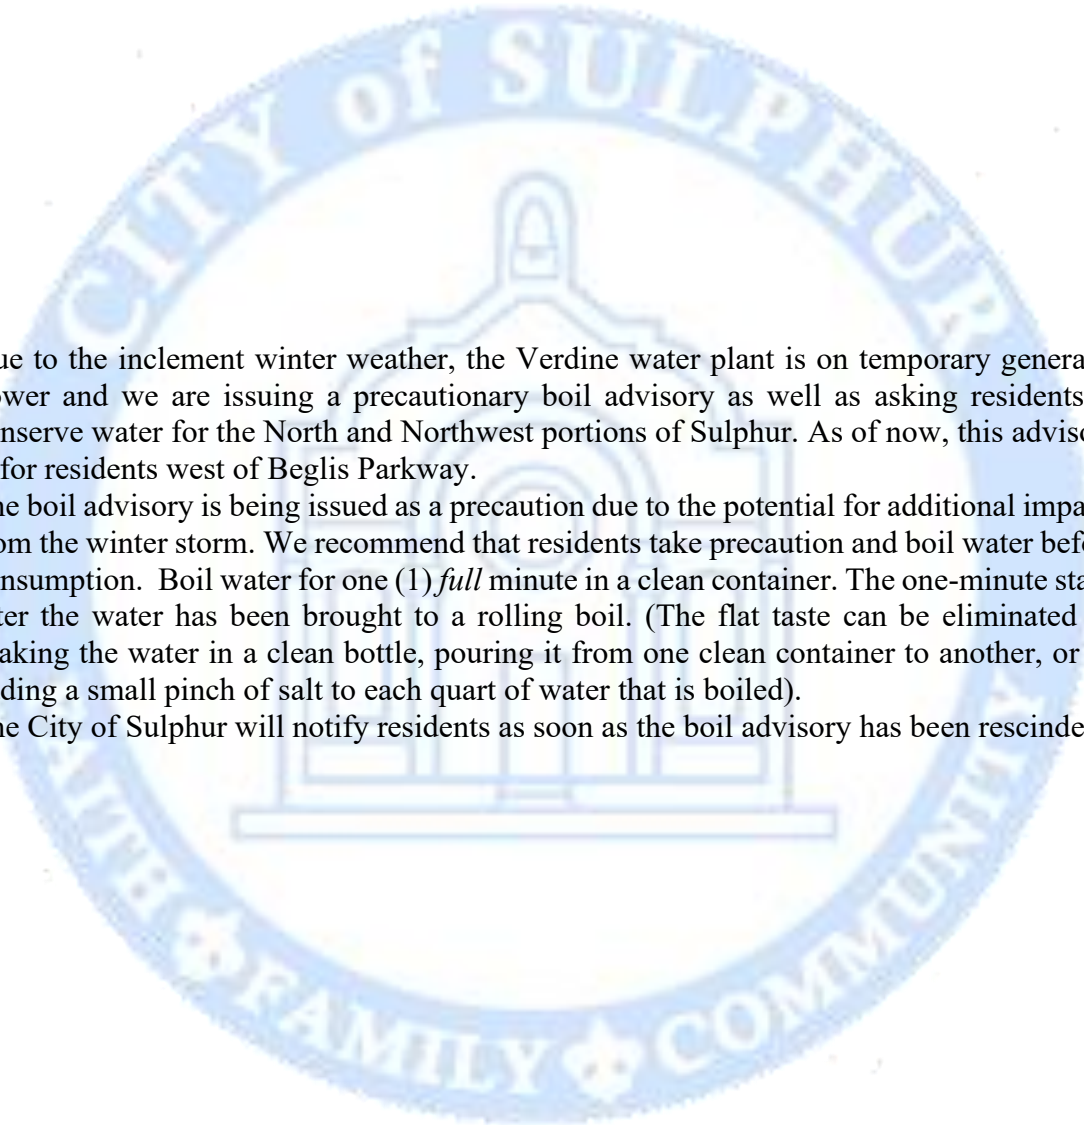 CITY of SULPHUR
ue to the inclement winter weather, the Verdine water plant is on temporary genera
ower and we are issuing a precautionary boil advisory as well as asking residents
nserve water for the North and Northwest portions of Sulphur. As of now, this adviso
for residents west of Beglis Parkway.
he boil advisory is being issued as a precaution due to the potential for additional impa
om the winter storm. We recommend that residents take precaution and boil water bef
nsumption. Boil water for one (1) full minute in a clean container. The one-minute sta
ter the water has been brought to a rolling boil. (The flat taste can be eliminated
aking the water in a clean bottle, pouring it from one clean container to another, or
ding a small pinch of salt to each quart of water that is boiled).
he City of Sulphur will notify residents as soon as the boil advisory has been rescinde
FAITH FAMILY COMMUNITY